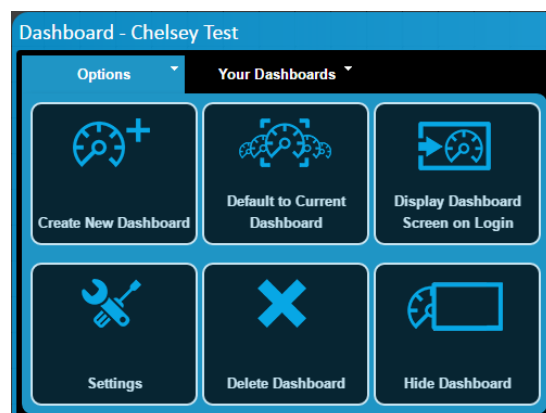 Dashboard - Chelsey Test
Options
Your Dashboards
Create New Dashboard
Default to Current
Dashboard
Display Dashboard
Screen on Login
Settings
Delete Dashboard
Hide Dashboard